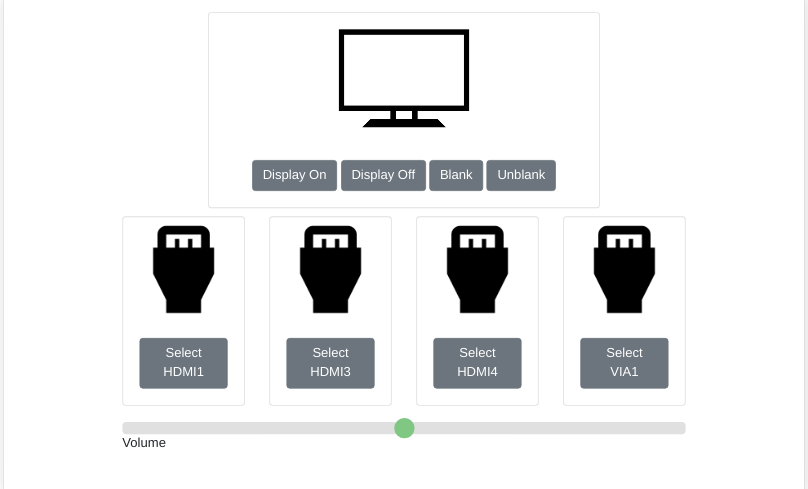 Display On Display Off Blank Unblank
Select Select Select Select
HDMI1 HDMI3 HDMI4 VIA1
Volume